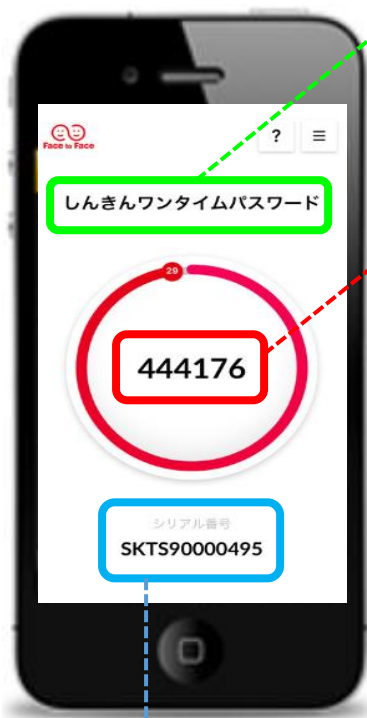 Face to Face
? ≡
しんきんワンタイムパスワード
29
444176
シリアル番号
SKTS90000495